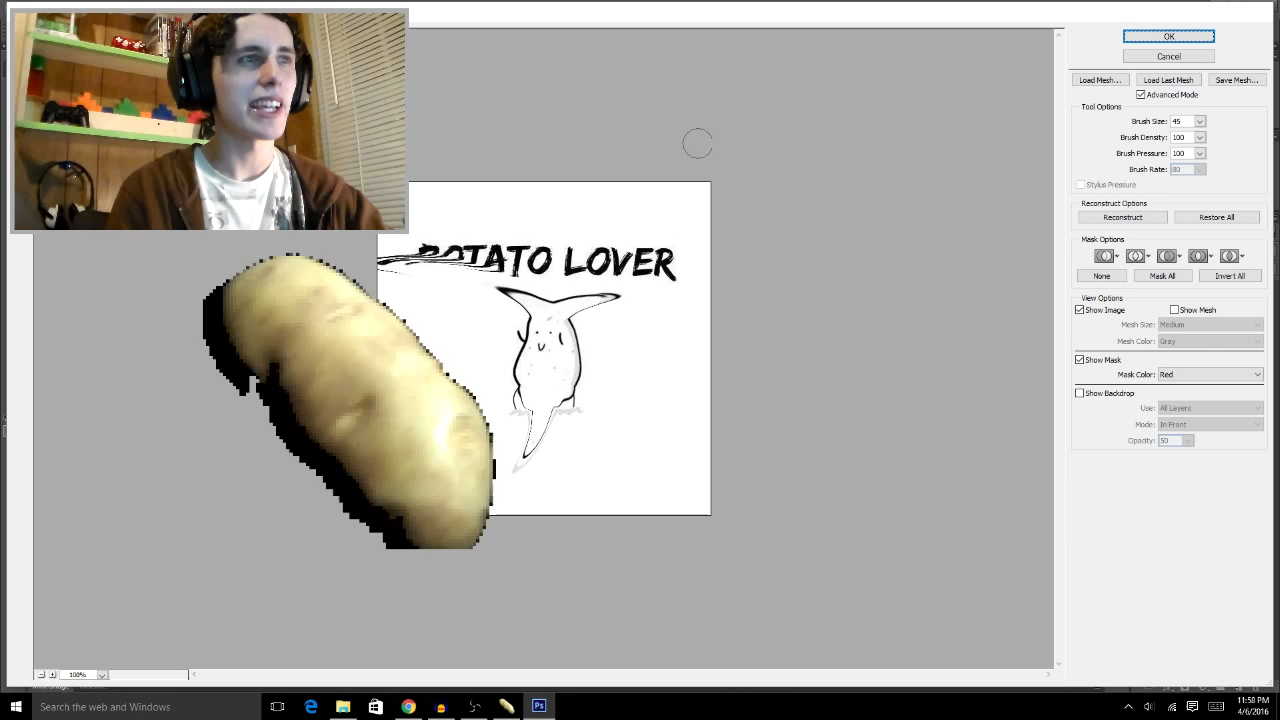 OK
Cancel
Load Mesh... Load Last Mesh Save Mesh...
Advanced Mode
Tool Options
Brush Size: 45
Brush Density: 100
Brush Pressure: 100
Brush Rate: 80
Stylus Pressure
Reconstruct Options
Reconstruct Restore All
Mask Options
None Mask All Invert All
View Options
Show Image Show Mesh
Mesh Size: Medium
Mesh Color: Gray
Show Mask
Mask Color: Red
Show Backdrop
Use: All Layers
Mode: In Front
Opacity: 50
POTATO LOVER
100%
Search the web and Windows
Ps
11:58 PM
4/6/2016